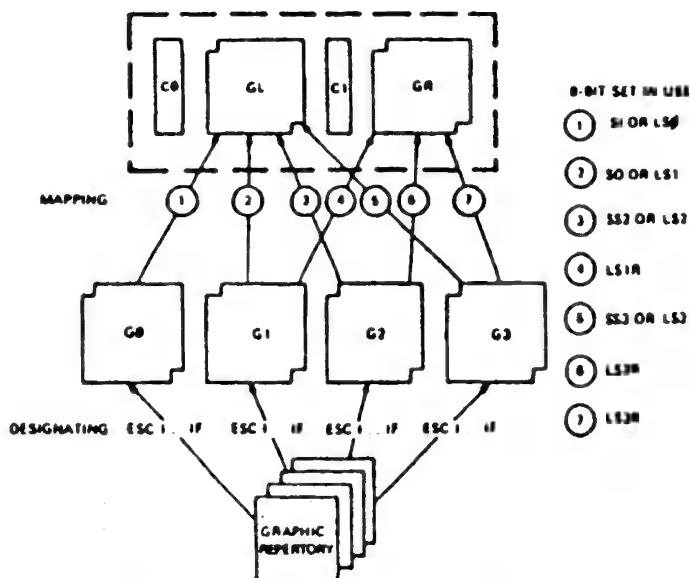 C0
GL
C1
GR
8-BIT SET IN USE
1 SI OR LS0
2 SO OR LS1
3 SS2 OR LS2
4 LS1R
5 SS3 OR LS3
6 LS2R
7 LS3R
MAPPING
1 2 3 4 5 6 7
G0
G1
G2
G3
DESIGNATING ESC I . . . IF ESC I . . . IF ESC I . . IF ESC I . . . IF
GRAPHIC
REPERTORY